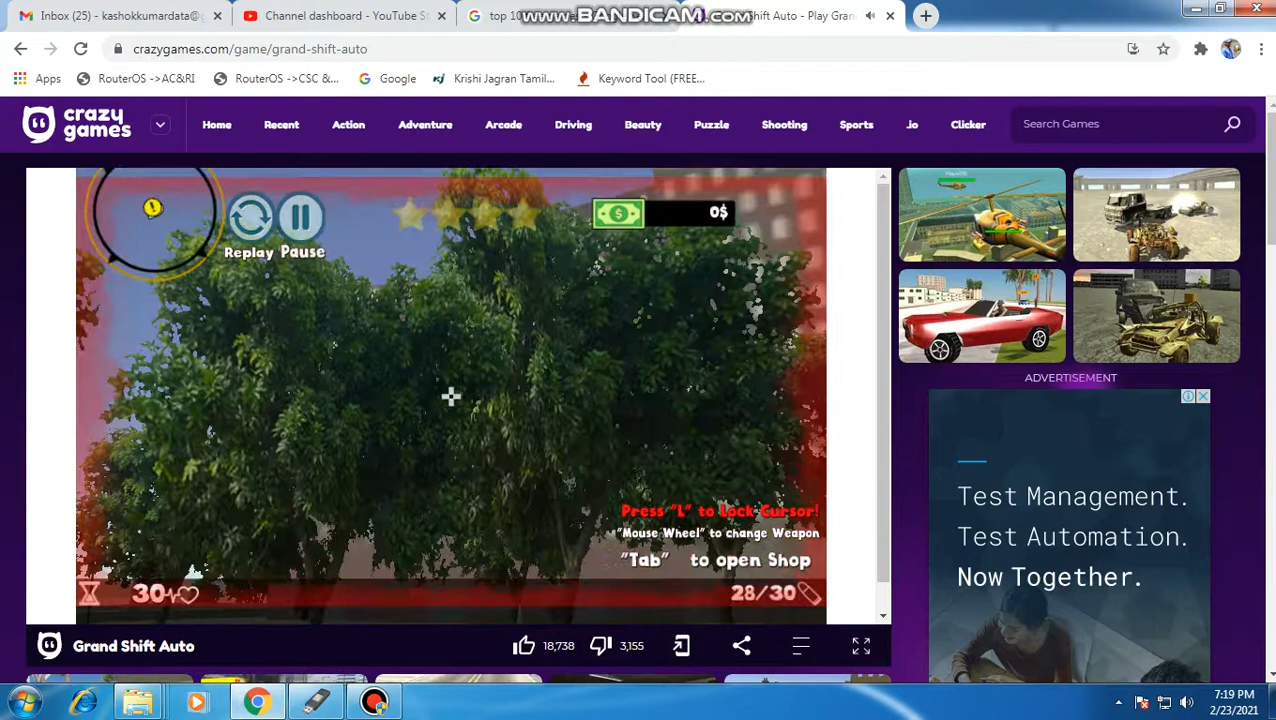 Inbox (25) - kashokkumardata@g
Channel dashboard - YouTube S
top 10
www.BANDICAM.com
Shift Auto - Play Gran
crazygames.com/game/grand-shift-auto
Apps
RouterOS ->AC&RI
RouterOS ->CSC &...
Google
Krishi Jagran Tamil...
Keyword Tool (FREE...
crazy games
Home
Recent
Action
Adventure
Arcade
Driving
Beauty
Puzzle
Shooting
Sports
.io
Clicker
Search Games
0$
Replay Pause
Press "L" to Lock Cursor!
"Mouse Wheel" to change Weapon
"Tab" to open Shop
30
28/30
ADVERTISEMENT
Test Management.
Test Automation.
Now Together.
Grand Shift Auto
18,738
3,155
7:19 PM
2/23/2021